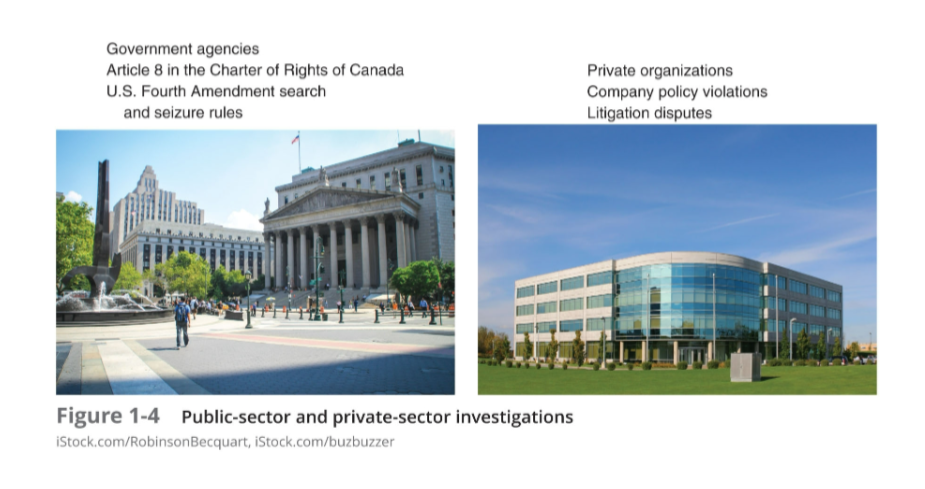 Government agencies
Article 8 in the Charter of Rights of Canada
U.S. Fourth Amendment search
and seizure rules
Private organizations
Company policy violations
Litigation disputes
Figure 1-4 Public-sector and private-sector investigations
iStock.com/RobinsonBecquart, iStock.com/buzbuzzer